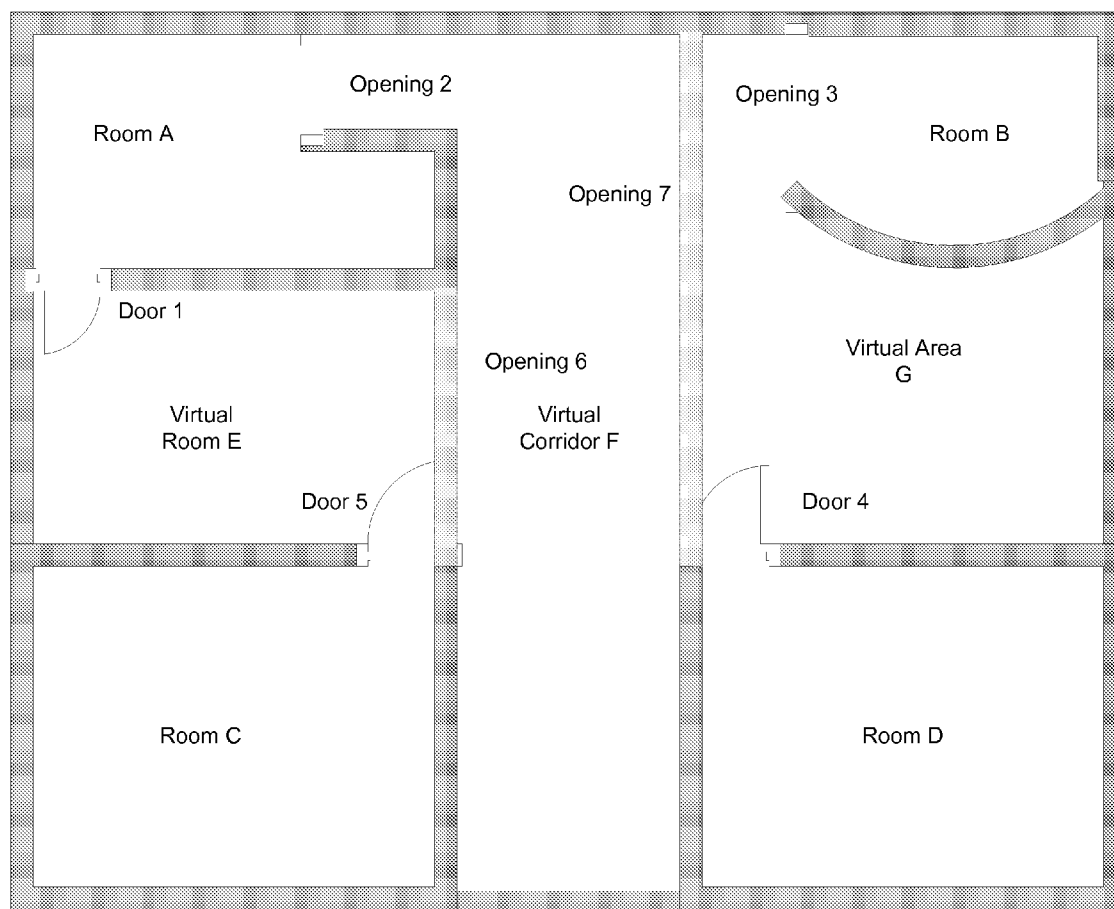 Opening 2
Opening 3
Room A
Room B
Opening 7
Door 1
Virtual Area
G
Opening 6
Virtual
Room E
Virtual
Corridor F
Door 5
Door 4
Room C
Room D